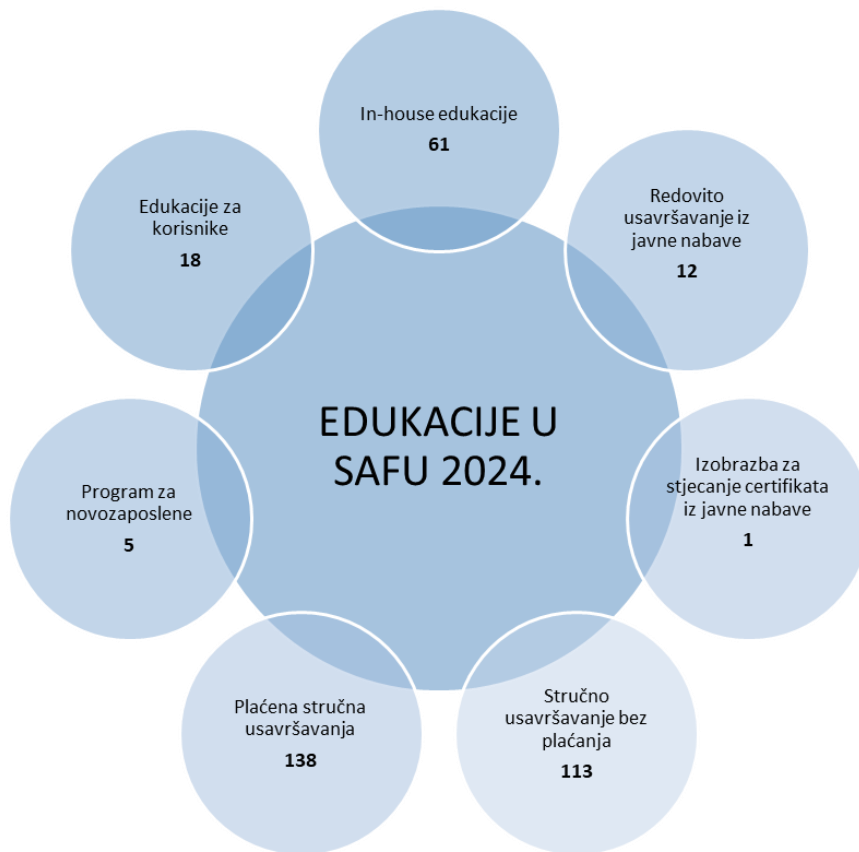 In-house edukacije
61
Redovito
usavršavanje iz
javne nabave
12
Izobrazba za
stjecanje certifikata
iz javne nabave
1
Stručno
usavršavanje bez
plaćanja
113
Plaćena stručna
usavršavanja
138
Program za
novozaposlene
5
Edukacije za
korisnike
18
EDUKACIJE U
SAFU 2024.